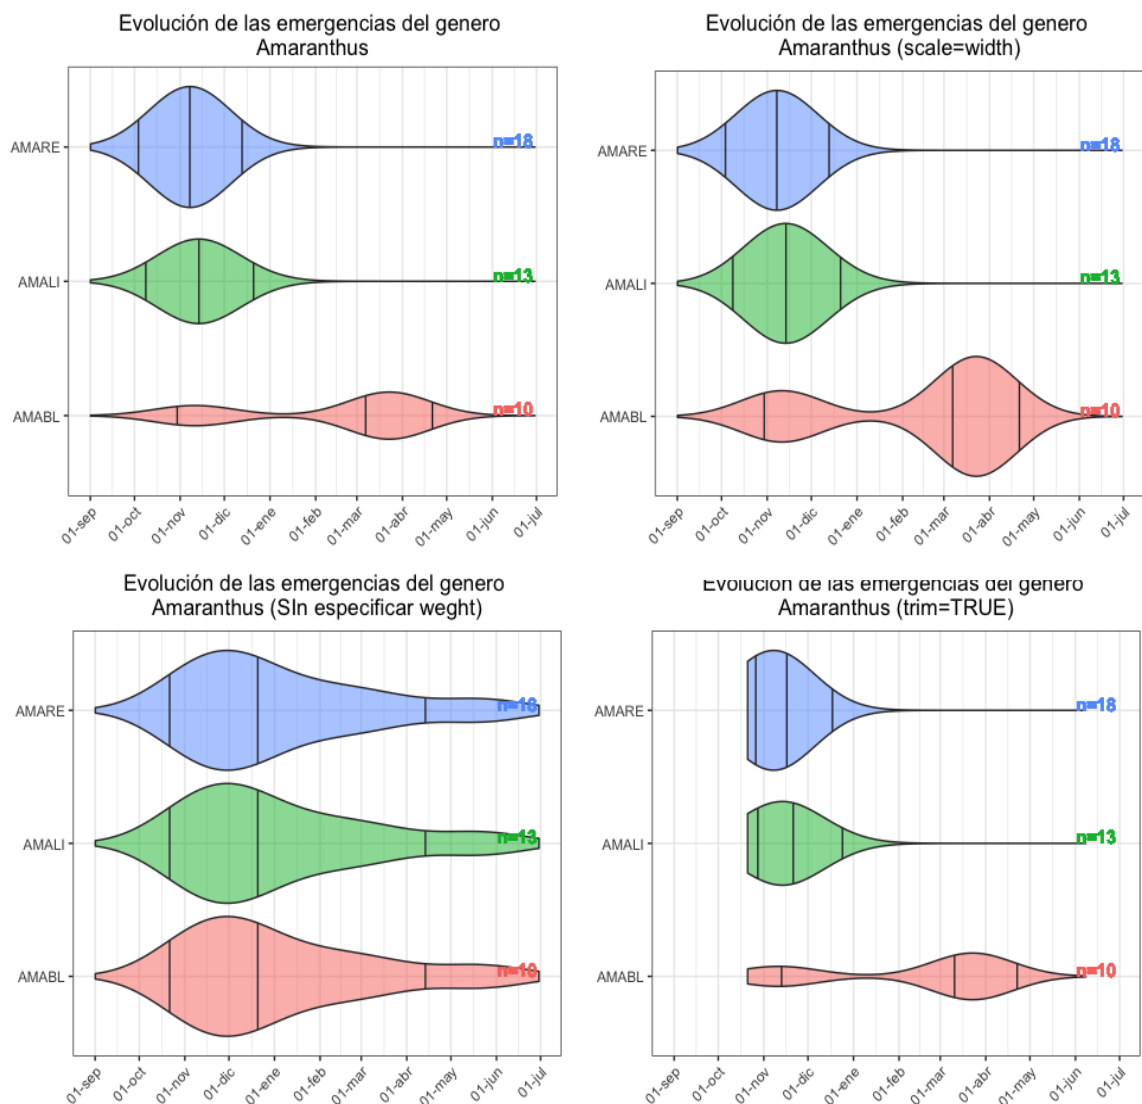 Evolución de las emergencias del genero
Amaranthus
AMARE
n=18
AMALI
n=13
AMABL
n=10
01-sep 01-oct 01-nov 01-dic 01-ene 01-feb 01-mar 01-abr 01-may 01-jun 01-jul
Evolución de las emergencias del genero
Amaranthus (scale=width)
AMARE
n=18
AMALI
n=13
AMABL
n=10
01-sep 01-oct 01-nov 01-dic 01-ene 01-feb 01-mar 01-abr 01-may 01-jun 01-jul
Evolución de las emergencias del genero
Amaranthus (SIn especificar weght)
AMARE
n=18
AMALI
n=13
AMABL
n=10
01-sep 01-oct 01-nov 01-dic 01-ene 01-feb 01-mar 01-abr 01-may 01-jun 01-jul
Evolución de las emergencias del genero
Amaranthus (trim=TRUE)
AMARE
n=18
AMALI
n=13
AMABL
n=10
01-sep 01-oct 01-nov 01-dic 01-ene 01-feb 01-mar 01-abr 01-may 01-jun 01-jul